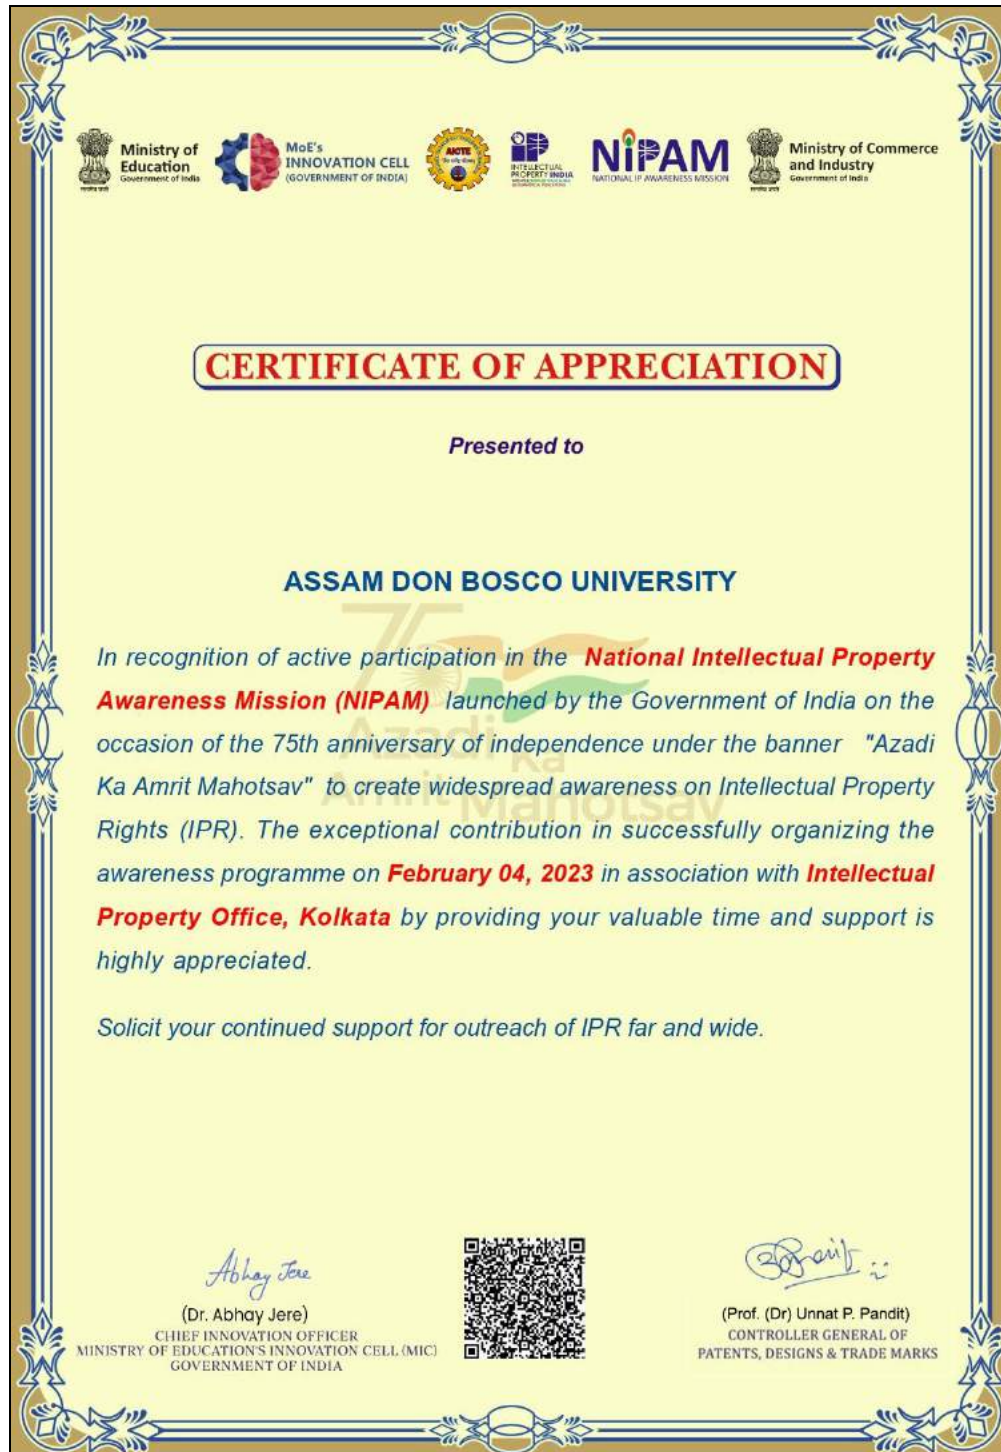 Ministry of
Education
Government of India
MoE's
INNOVATION CELL
(GOVERNMENT OF INDIA)
AICTE
INTELLECTUAL
PROPERTY INDIA
NiPAM
NATIONAL IP AWARENESS MISSION
Ministry of Commerce
and Industry
Government of India
CERTIFICATE OF APPRECIATION
Presented to
ASSAM DON BOSCO UNIVERSITY
In recognition of active participation in the National Intellectual Property
Awareness Mission (NIPAM) launched by the Government of India on the
occasion of the 75th anniversary of independence under the banner "Azadi
Ka Amrit Mahotsav" to create widespread awareness on Intellectual Property
Rights (IPR). The exceptional contribution in successfully organizing the
awareness programme on February 04, 2023 in association with Intellectual
Property Office, Kolkata by providing your valuable time and support is
highly appreciated.
75
Azadi
Ka
Amrit Mahotsav
Solicit your continued support for outreach of IPR far and wide.
Abhay Jere
(Dr. Abhay Jere)
CHIEF INNOVATION OFFICER
MINISTRY OF EDUCATION'S INNOVATION CELL (MIC)
GOVERNMENT OF INDIA
(Prof. (Dr) Unnat P. Pandit)
CONTROLLER GENERAL OF
PATENTS, DESIGNS & TRADE MARKS